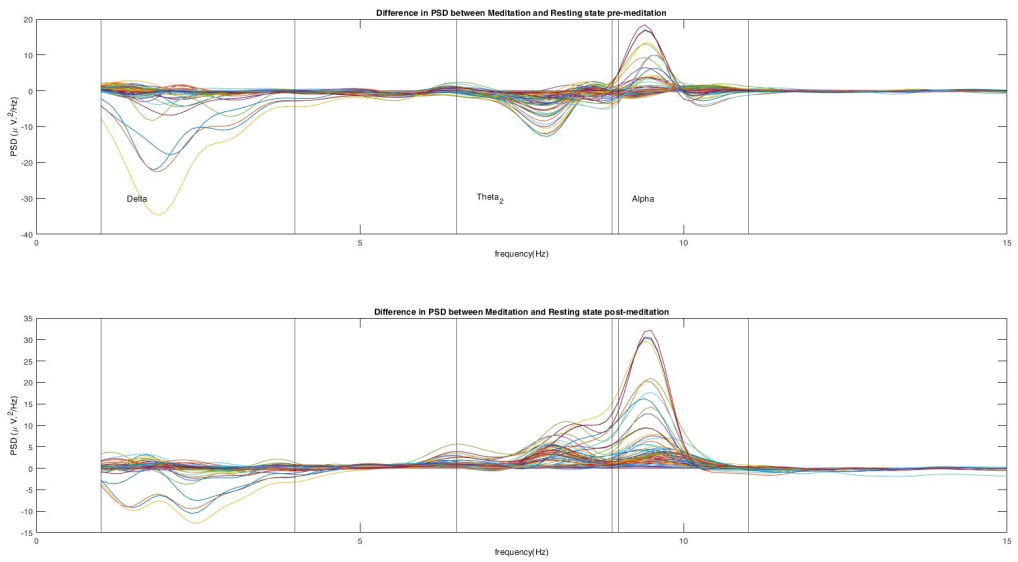 Difference in PSD between Meditation and Resting state pre-meditation
20
10
0
-10
-20
-30
-40
PSD (μ V.²/Hz)
Delta
Theta₂
Alpha
0 5 10 15
frequency(Hz)
Difference in PSD between Meditation and Resting state post-meditation
35
30
25
20
15
10
5
0
-5
-10
-15
PSD (μ V.²/Hz)
0 5 10 15
frequency(Hz)